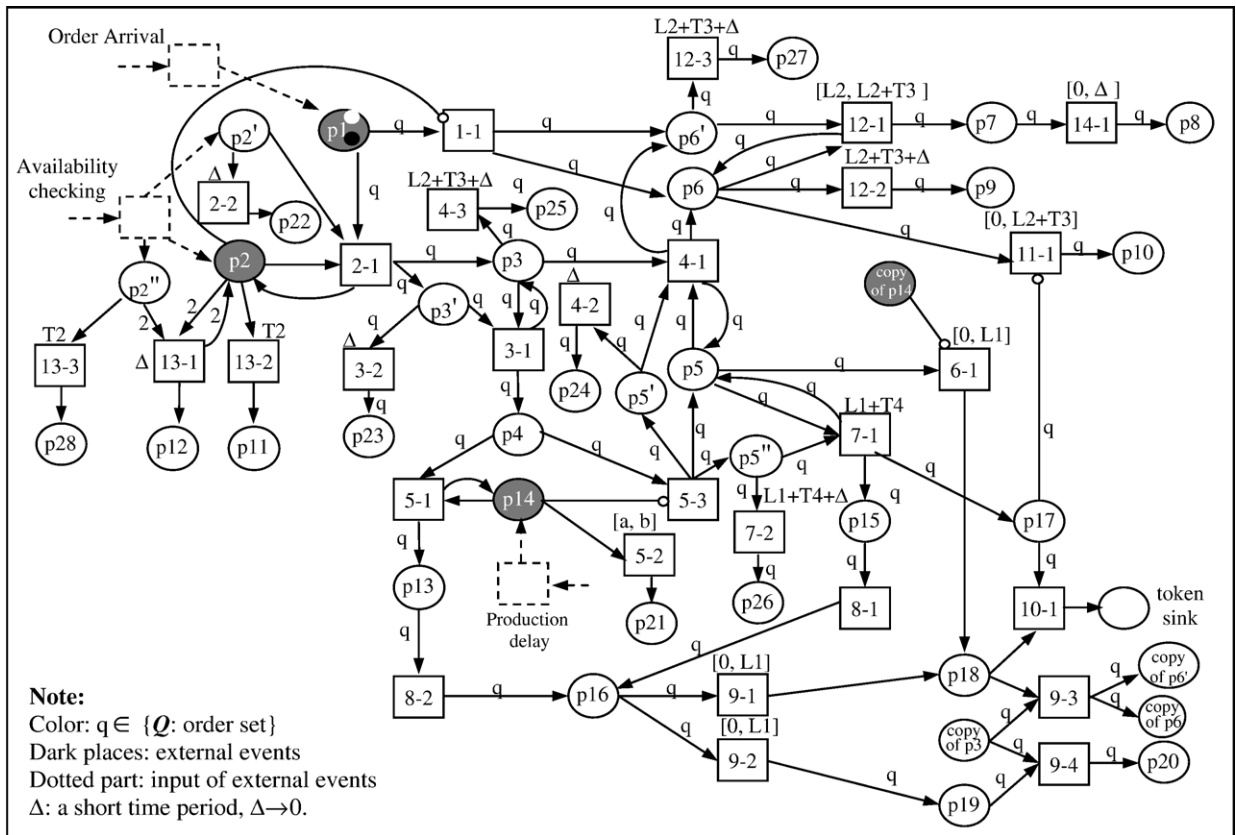 Order Arrival
L2+T3+Δ
12-3
q
p27
[L2, L2+T3 ]
[0, Δ ]
p2'
p1
q
1-1
q
q
p6'
q
12-1
q
p7
q
14-1
q
p8
Availability
checking
Δ
2-2
p22
q
L2+T3+Δ
4-3
q
p25
q
q
q
q
p6
q
q
L2+T3+Δ
12-2
q
p9
[0, L2+T3]
q
11-1
q
p10
p2
2-1
q
p3
q
q
4-1
copy
of p14
p2''
q
p3'
q
q
q
Δ
4-2
q
q
q
T2
13-3
2
2
Δ
13-1
T2
13-2
q
Δ
3-2
3-1
q
p24
q
p5'
p5
q
[0, L1]
6-1
p28
p12
p11
q
p23
q
p4
q
q
q
q
q
L1+T4
7-1
q
q
5-1
p14
5-3
q
p5''
q
q
L1+T4+Δ
q
p15
q
p17
[a, b]
5-2
7-2
q
p13
q
p21
Production
delay
q
p26
q
8-1
q
10-1
token
sink
q
8-2
q
p16
q
q
[0, L1]
9-1
[0, L1]
9-2
q
p18
copy
of p3
q
q
9-3
q
q
copy
of p6'
copy
of p6
p19
q
9-4
q
p20
Note:
Color: q ∈ {Q: order set}
Dark places: external events
Dotted part: input of external events
Δ: a short time period, Δ→0.